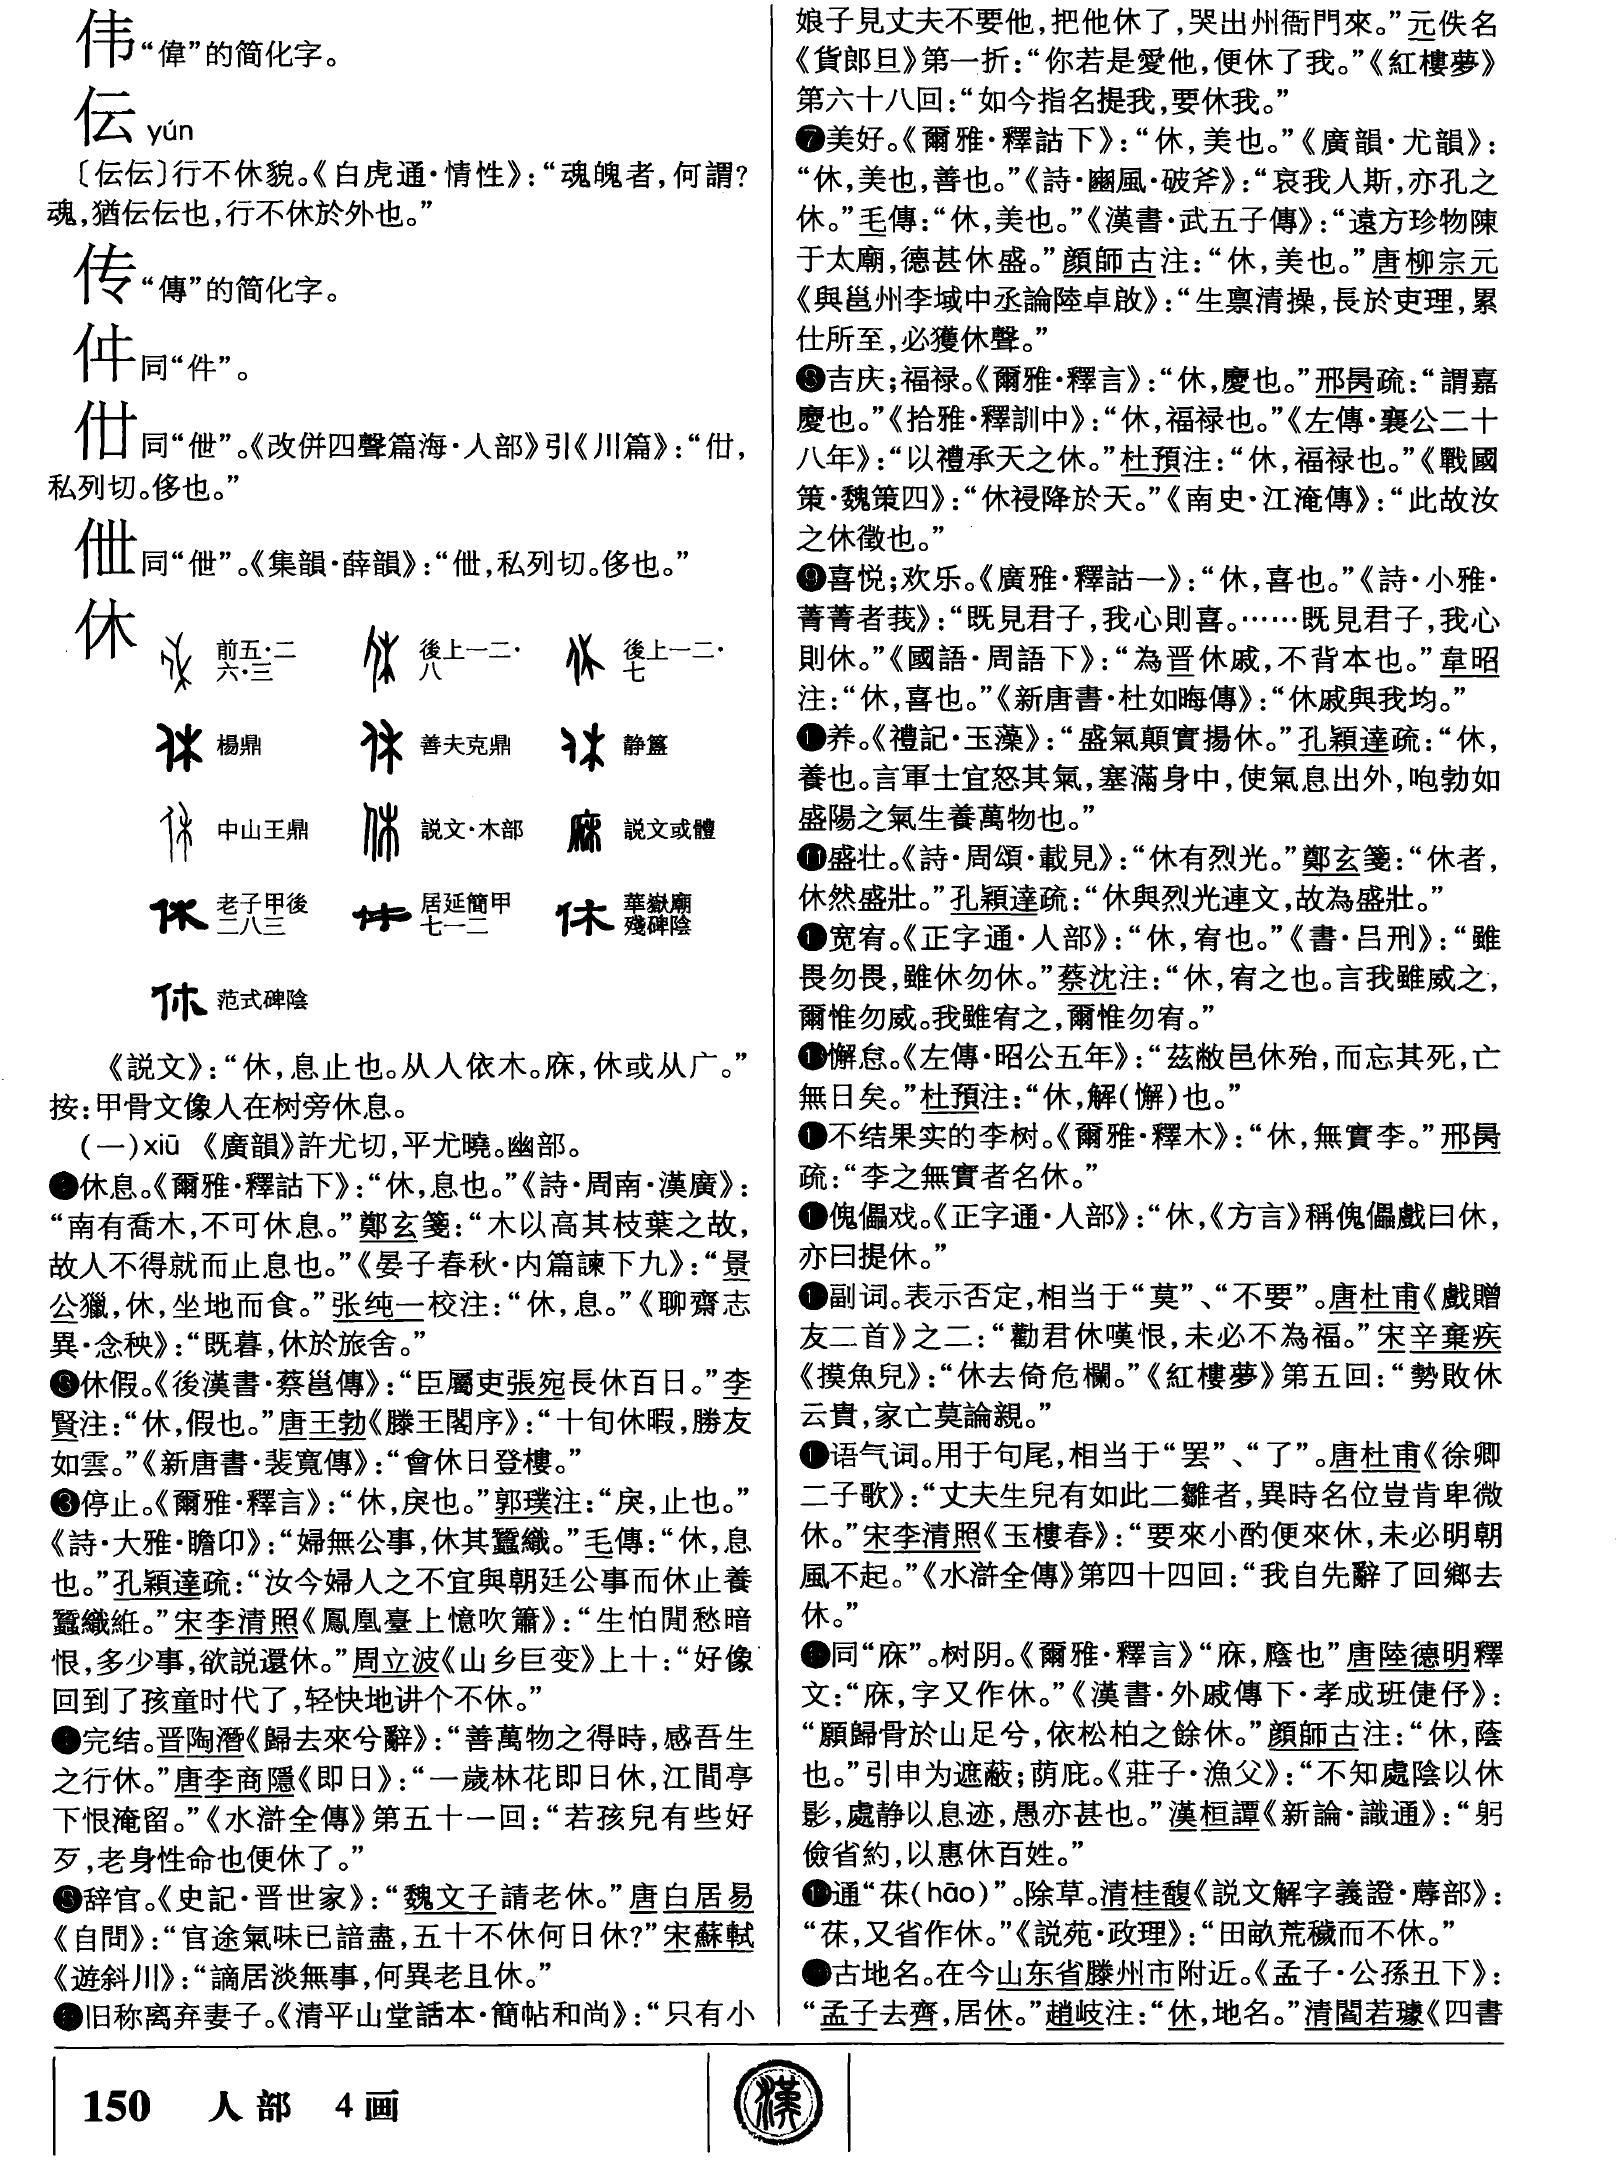 伟“偉”的简化字。
伝 yún
〔伝伝〕行不休貌。《白虎通·情性》：“魂魄者，何謂？
魂，猶伝伝也，行不休於外也。”
传“傳”的简化字。
同“件”。
同“伳”。《改併四聲篇海·人部》引《川篇》：
私列切。侈也。”
同“伳”。《集韻·薛韻》：私列切。侈也。”
休
前五·二六·三 後上一二·八 後上一二·七
楊鼎 善夫克鼎 静簋
中山王鼎 説文·木部 説文或體
老子甲後二八三 居延簡甲七一二 華嶽廟殘碑陰
范式碑陰
《説文》：“休，息止也。从人依木。庥，休或从广。”
按：甲骨文像人在树旁休息。
(一) xiū 《廣韻》許尤切，平尤曉。幽部。
休息。《爾雅·釋詁下》：“休，息也。”《詩·周南·漢廣》：
“南有喬木，不可休息。”鄭玄箋：“木以高其枝葉之故，
故人不得就而止息也。”《晏子春秋·内篇諫下九》：“景
公獵，休，坐地而食。”张纯一校注：“休，息。”《聊齋志
異·念秧》：“既暮，休於旅舍。”
休假。《後漢書·蔡邕傳》：“臣屬吏張宛長休百日。”李
賢注：“休，假也。”唐王勃《滕王閣序》：“十旬休暇，勝友
如雲。”《新唐書·裴寬傳》：“會休日登樓。”
❸停止。《爾雅·釋言》：“休，戾也。”郭璞注：“戾，止也。”
《詩·大雅·瞻卬》：“婦無公事，休其蠶織。”毛傳：“休，息
也。”孔穎達疏：“汝今婦人之不宜與朝廷公事而休止養
蠶織紝。”宋李清照《鳳凰臺上憶吹簫》：“生怕閒愁暗
恨，多少事，欲説還休。”周立波《山乡巨变》上十：“好像
回到了孩童时代了，轻快地讲个不休。”
完结。晋陶潛《歸去來兮辭》：“善萬物之得時，感吾生
之行休。”唐李商隱《即日》：“一歲林花即日休，江間亭
下恨淹留。”《水滸全傳》第五十一回：“若孩兒有些好
歹，老身性命也便休了。”
辞官。《史記·晋世家》：“魏文子請老休。”唐白居易
《自問》：“官途氣味已諳盡，五十不休何日休？”宋蘇軾
《遊斜川》：“謫居淡無事，何異老且休。”
旧称离弃妻子。《清平山堂話本·簡帖和尚》：“只有小
娘子見丈夫不要他，把他休了，哭出州衙門來。”元佚名
《貨郎旦》第一折：“你若是愛他，便休了我。”《紅樓夢》
第六十八回：“如今指名提我，要休我。”
❼美好。《爾雅·釋詁下》：“休，美也。”《廣韻·尤韻》：
“休，美也，善也。”《詩·豳風·破斧》：“哀我人斯，亦孔之
休。”毛傳：“休，美也。”《漢書·武五子傳》：“遠方珍物陳
于太廟，德甚休盛。”顔師古注：“休，美也。”唐柳宗元
《與邕州李域中丞論陸卓啟》：“生禀清操，長於吏理，累
仕所至，必獲休聲。”
❽吉庆；福禄。《爾雅·釋言》：“休，慶也。”邢昺疏：“謂嘉
慶也。”《拾雅·釋訓中》：“休，福禄也。”《左傳·襄公二十
八年》：“以禮承天之休。”杜預注：“休，福禄也。”《戰國
策·魏策四》：“休祲降於天。”《南史·江淹傳》：“此故汝
之休徵也。”
❾喜悦；欢乐。《廣雅·釋詁一》：“休，喜也。”《詩·小雅·
菁菁者莪》：“既見君子，我心則喜。……既見君子，我心
則休。”《國語·周語下》：“為晋休戚，不背本也。”韋昭
注：“休，喜也。”《新唐書·杜如晦傳》：“休戚與我均。”
养。《禮記·玉藻》：“盛氣顛實揚休。”孔穎達疏：“休，
養也。言軍士宜怒其氣，塞滿身中，使氣息出外，咆勃如
盛陽之氣生養萬物也。”
⓫盛壮。《詩·周頌·載見》：“休有烈光。”鄭玄箋：“休者，
休然盛壯。”孔穎達疏：“休與烈光連文，故為盛壯。”
宽宥。《正字通·人部》：“休，宥也。”《書·吕刑》：“雖
畏勿畏，雖休勿休。”蔡沈注：“休，宥之也。言我雖威之，
爾惟勿威。我雖宥之，爾惟勿宥。”
懈怠。《左傳·昭公五年》：“茲敝邑休殆，而忘其死，亡
無日矣。”杜預注：“休，解(懈)也。”
不结果实的李树。《爾雅·釋木》：“休，無實李。”邢昺
疏：“李之無實者名休。”
傀儡戏。《正字通·人部》：“休，《方言》稱傀儡戲曰休，
亦曰提休。”
副词。表示否定，相当于“莫”、“不要”。唐杜甫《戲贈
友二首》之二：“勸君休嘆恨，未必不為福。”宋辛棄疾
《摸魚兒》：“休去倚危欄。”《紅樓夢》第五回：“勢敗休
云貴，家亡莫論親。”
语气词。用于句尾，相当于“罢”、“了”。唐杜甫《徐卿
二子歌》：“丈夫生兒有如此二雛者，異時名位豈肯卑微
休。”宋李清照《玉樓春》：“要來小酌便來休，未必明朝
風不起。”《水滸全傳》第四十四回：“我自先辭了回鄉去
休。”
同“庥”。树阴。《爾雅·釋言》“庥，廕也”唐陸德明釋
文：“庥，字又作休。”《漢書·外戚傳下·孝成班倢伃》：
“願歸骨於山足兮，依松柏之餘休。”顔師古注：“休，蔭
也。”引申为遮蔽；荫庇。《莊子·漁父》：“不知處陰以休
影，處静以息迹，愚亦甚也。”漢桓譚《新論·識通》：“躬
儉省約，以惠休百姓。”
通“茠(hāo)”。除草。清桂馥《説文解字義證·蓐部》：
“茠，又省作休。”《説苑·政理》：“田畝荒穢而不休。”
古地名。在今山东省滕州市附近。《孟子·公孫丑下》：
“孟子去齊，居休。”趙岐注：“休，地名。”清閻若璩《四書
150 人部 4画
漢